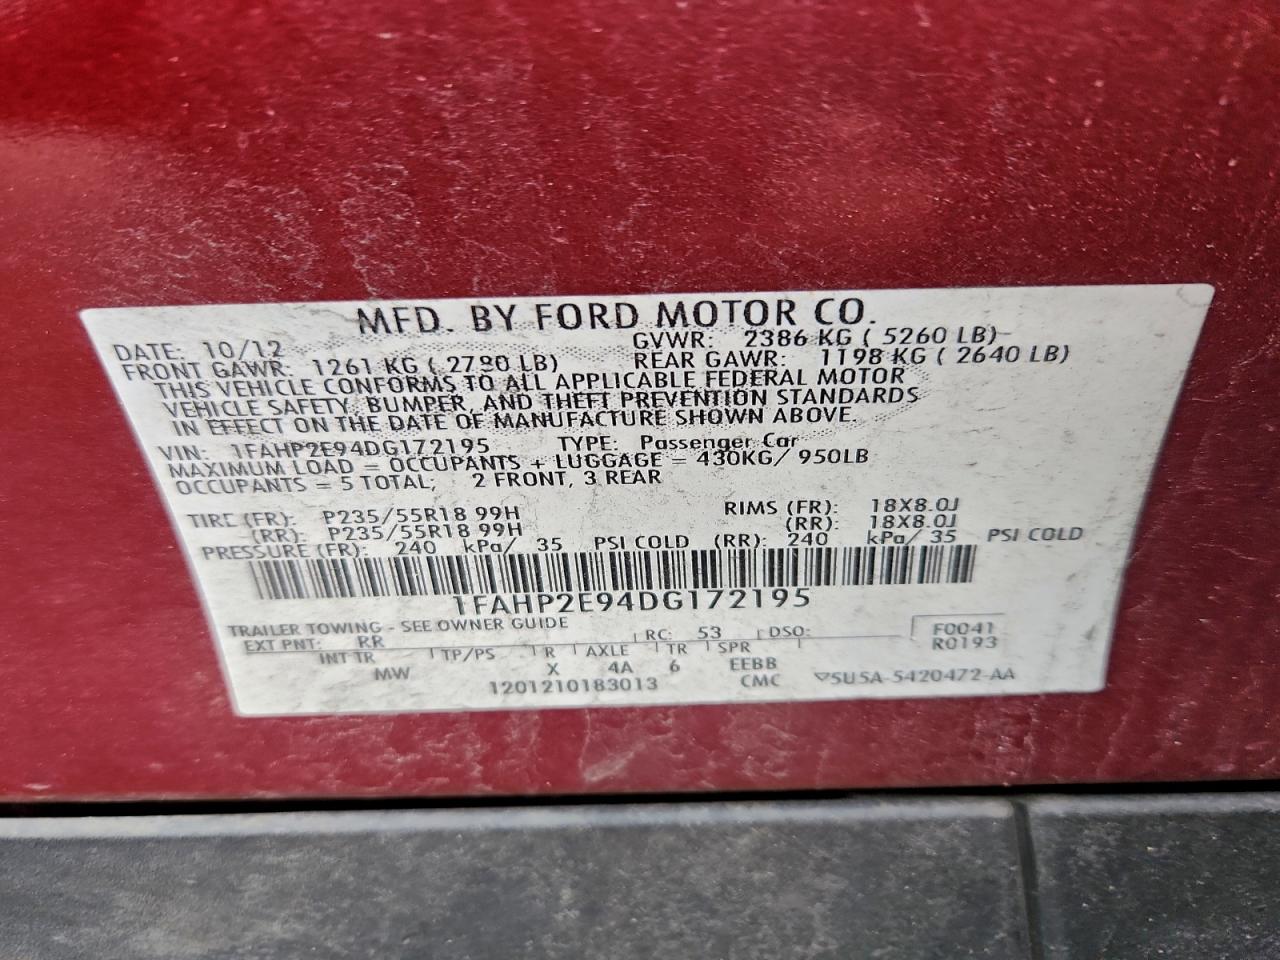 MFD. BY FORD MOTOR CO.
DATE: 10/12 GVWR: 2386 KG ( 5260 LB)
FRONT GAWR: 1261 KG ( 2780 LB) REAR GAWR: 1198 KG ( 2640 LB)
THIS VEHICLE CONFORMS TO ALL APPLICABLE FEDERAL MOTOR
VEHICLE SAFETY, BUMPER, AND THEFT PREVENTION STANDARDS
IN EFFECT ON THE DATE OF MANUFACTURE SHOWN ABOVE.
VIN: 1FAHP2E94DG172195 TYPE: Passenger Car
MAXIMUM LOAD = OCCUPANTS + LUGGAGE = 430KG/ 950LB
OCCUPANTS = 5 TOTAL, 2 FRONT, 3 REAR
TIRE (FR): P235/55R18 99H RIMS (FR): 18X8.0J
(RR): P235/55R18 99H (RR): 18X8.0J
PRESSURE (FR): 240 kPa/ 35 PSI COLD (RR): 240 kPa/ 35 PSI COLD
1FAHP2E94DG172195
TRAILER TOWING - SEE OWNER GUIDE
EXT PNT: RR RC: 53 DSO: F0041
R0193
INT TR TP/PS R AXLE TR SPR
MW X 4A 6 EEBB
1201210183013 CMC ▽5U5A-5420472-AA